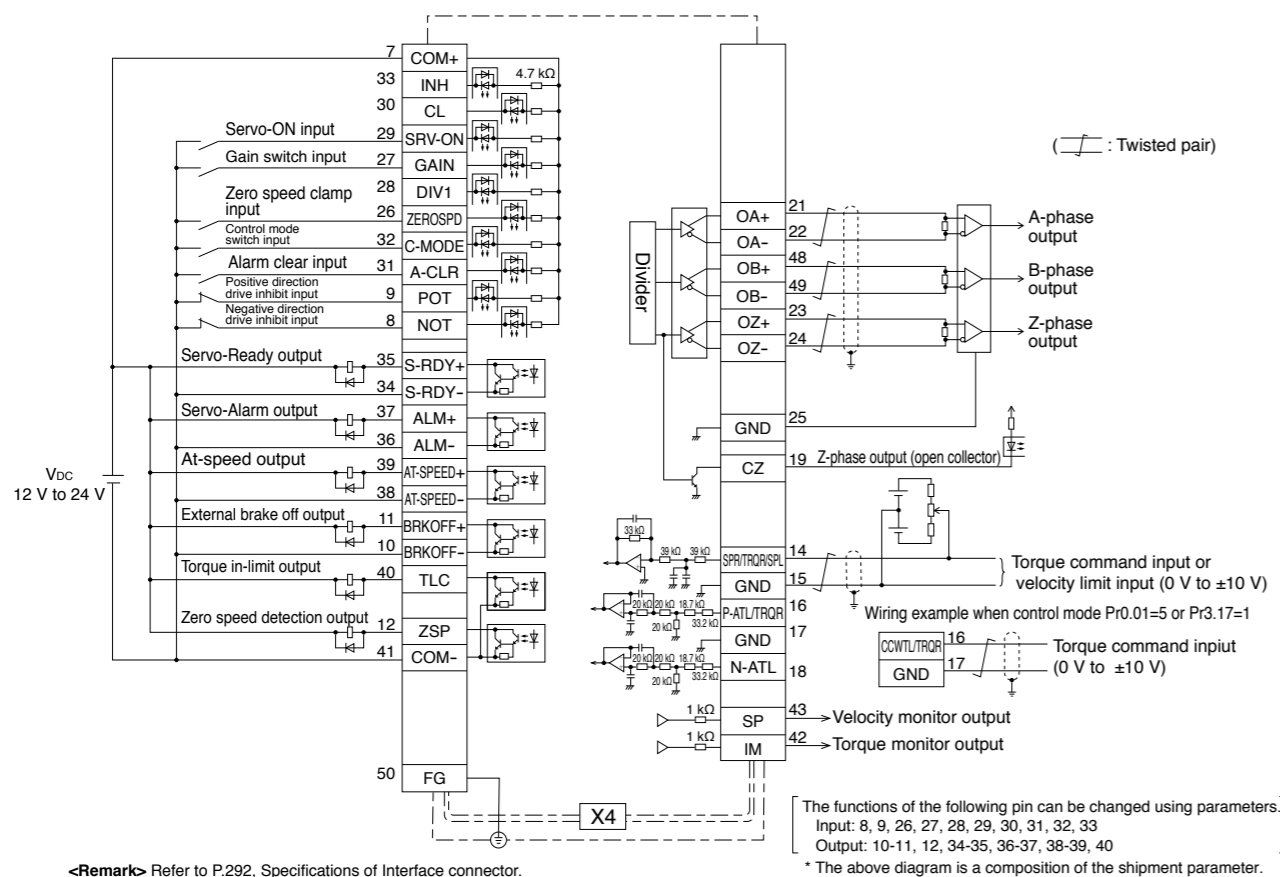 7 COM+
33 INH 4.7 kΩ
30 CL
Servo-ON input 29 SRV-ON
Gain switch input 27 GAIN
28 DIV1
Zero speed clamp
input 26 ZEROSPD
Control mode
switch input 32 C-MODE
Alarm clear input 31 A-CLR
Positive direction
drive inhibit input 9 POT
Negative direction
drive inhibit input 8 NOT
Servo-Ready output 35 S-RDY+
34 S-RDY-
Servo-Alarm output 37 ALM+
36 ALM-
At-speed output 39 AT-SPEED+
38 AT-SPEED-
VDC
12 V to 24 V
External brake off output 11 BRKOFF+
10 BRKOFF-
Torque in-limit output 40 TLC
Zero speed detection output 12 ZSP
41 COM-
50 FG
X4
( : Twisted pair)
Divider
OA+ 21
OA- 22
A-phase
output
OB+ 48
OB- 49
B-phase
output
OZ+ 23
OZ- 24
Z-phase
output
GND 25
CZ 19 Z-phase output (open collector)
33 kΩ
39 kΩ 39 kΩ SPR/TRQR/SPL 14
GND 15
Torque command input or
velocity limit input (0 V to ±10 V)
20 kΩ 20 kΩ 18.7 kΩ P-ATL/TRQR 16
20 kΩ 33.2 kΩ
GND 17
20 kΩ 20 kΩ 18.7 kΩ N-ATL 18
20 kΩ 33.2 kΩ
Wiring example when control mode Pr0.01=5 or Pr3.17=1
CCWTL/TRQR 16
GND 17
Torque command inpiut
(0 V to ±10 V)
1 kΩ SP 43 Velocity monitor output
1 kΩ IM 42 Torque monitor output
The functions of the following pin can be changed using parameters.
Input: 8, 9, 26, 27, 28, 29, 30, 31, 32, 33
Output: 10-11, 12, 34-35, 36-37, 38-39, 40
* The above diagram is a composition of the shipment parameter.
<Remark> Refer to P.292, Specifications of Interface connector.